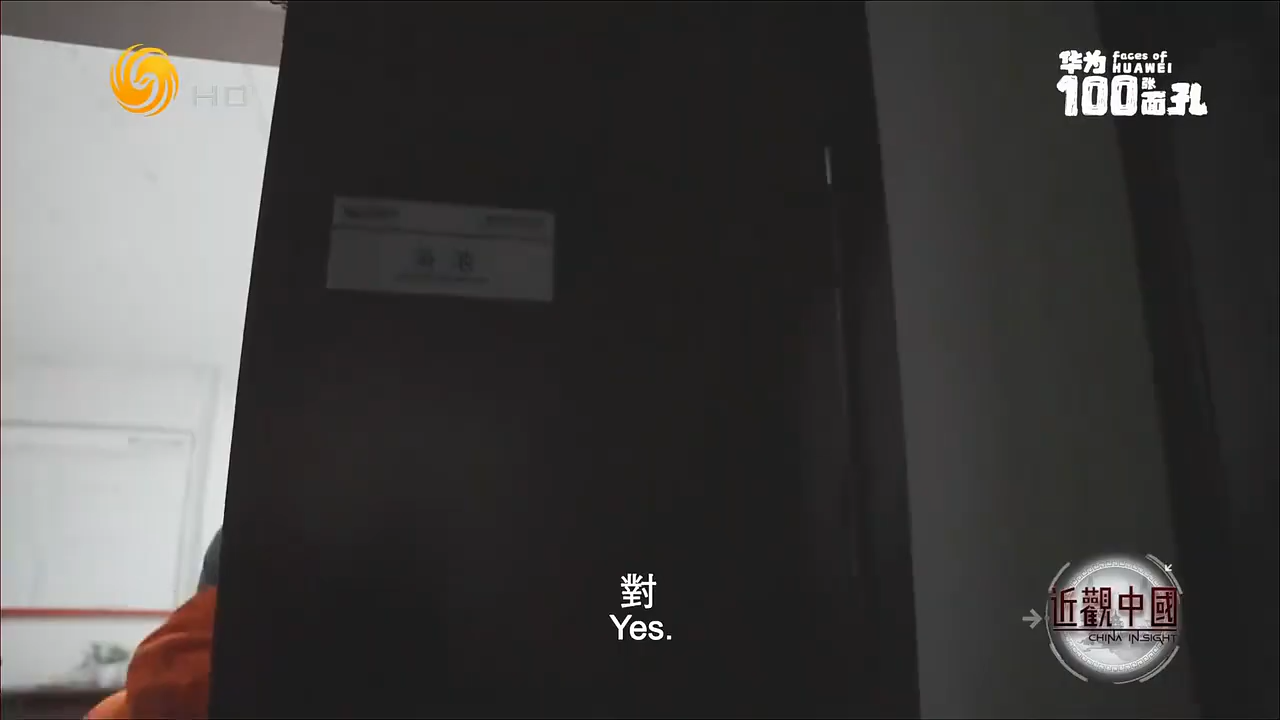 HD
华为 faces of HUAWEI
100张面孔
對
Yes.
近觀中國
CHINA IN SIGHT